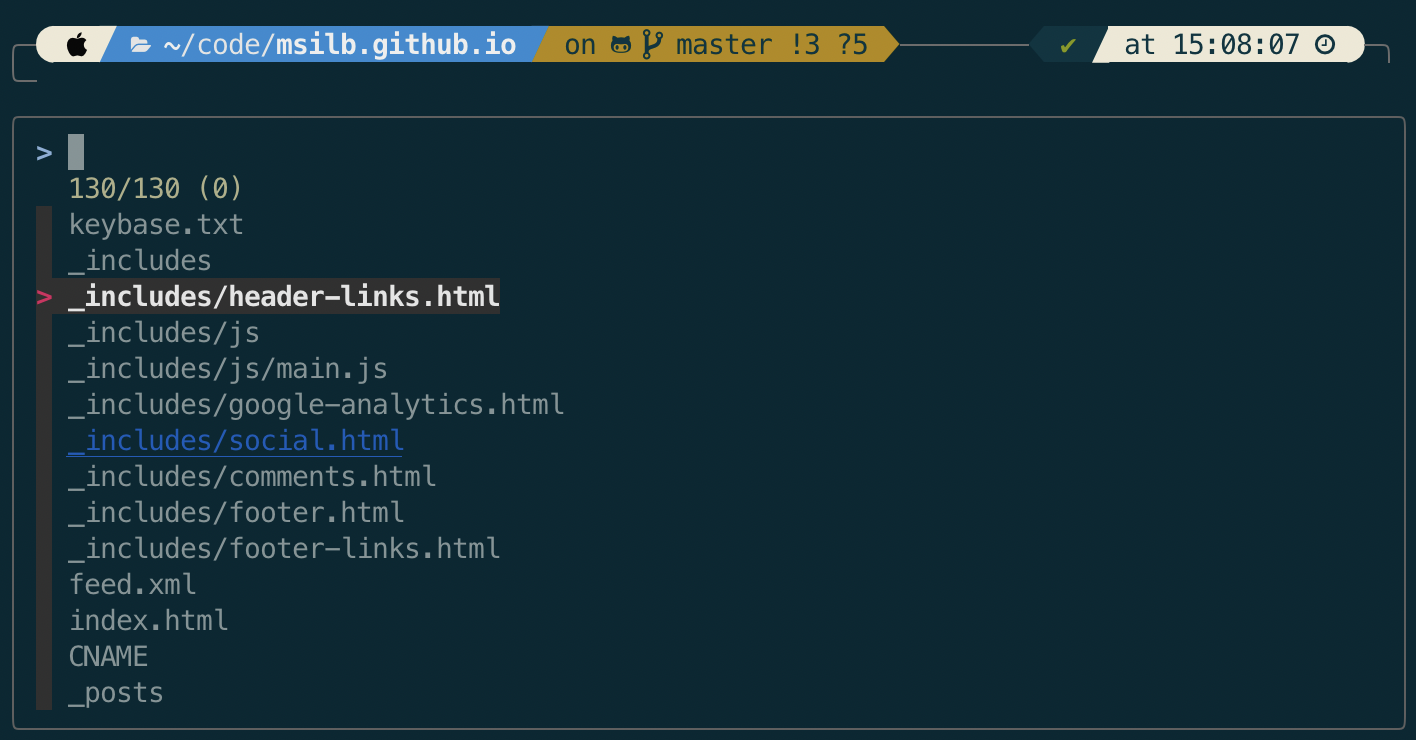 ~/code/msilb.github.io on master !3 ?5 ✔ at 15:08:07
>
130/130 (0)
keybase.txt
_includes
> _includes/header-links.html
_includes/js
_includes/js/main.js
_includes/google-analytics.html
_includes/social.html
_includes/comments.html
_includes/footer.html
_includes/footer-links.html
feed.xml
index.html
CNAME
_posts